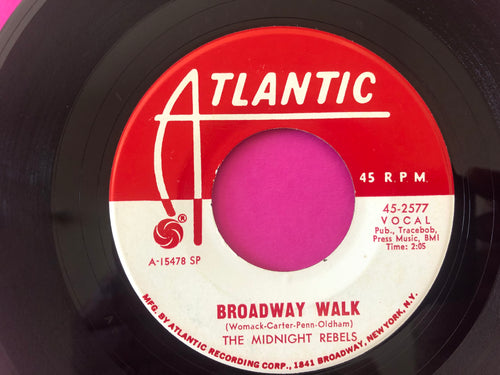 ATLANTIC
45 R.P.M.
45-2577
VOCAL
Pub., Tracebob,
Press Music, BMI
Time: 2:05
®
A-15478 SP
BROADWAY WALK
(Womack-Carter-Penn-Oldham)
THE MIDNIGHT REBELS
MFG. BY ATLANTIC RECORDING CORP., 1841 BROADWAY, NEW YORK, N.Y.